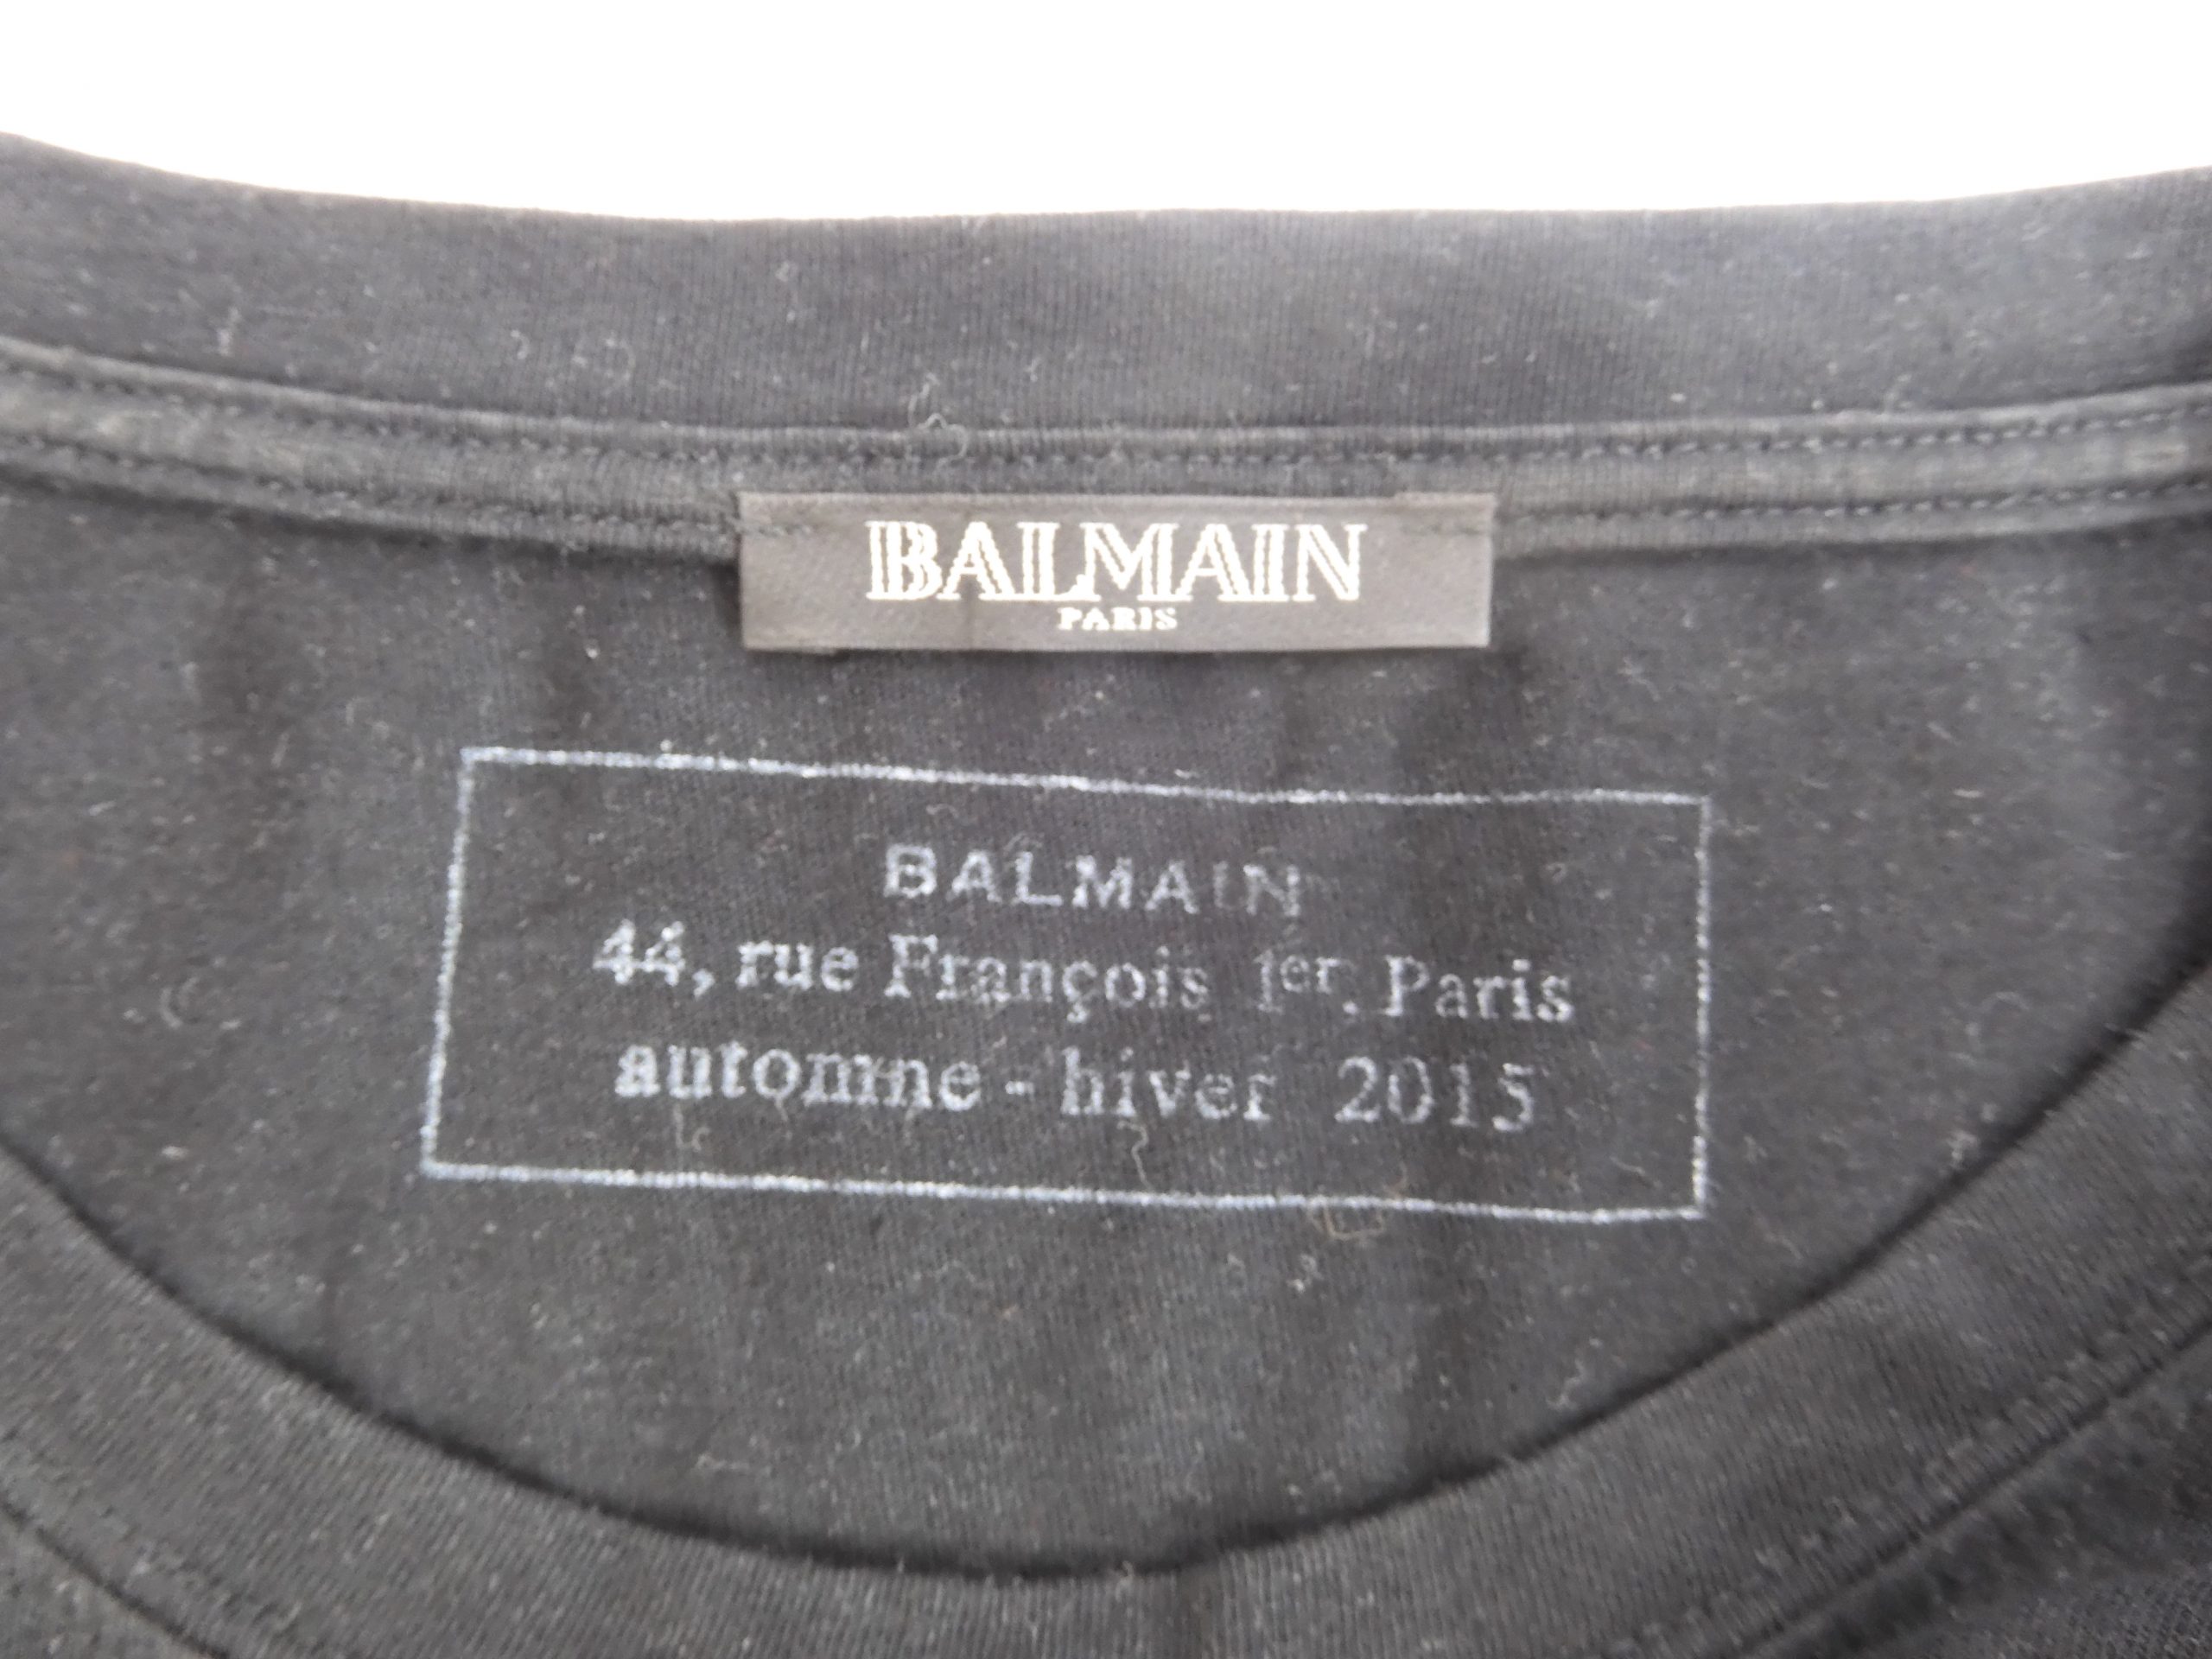 BALMAIN
PARIS
BALMAIN
44, rue François 1er. Paris
automne - hiver 2015